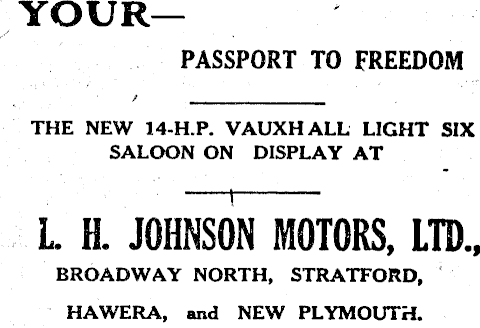 YOUR—
PASSPORT TO FREEDOM
THE NEW 14-H.P. VAUXHALL LIGHT SIX
SALOON ON DISPLAY AT
L. H. JOHNSON MOTORS, LTD.,
BROADWAY NORTH, STRATFORD,
HAWERA, and NEW PLYMOUTH.